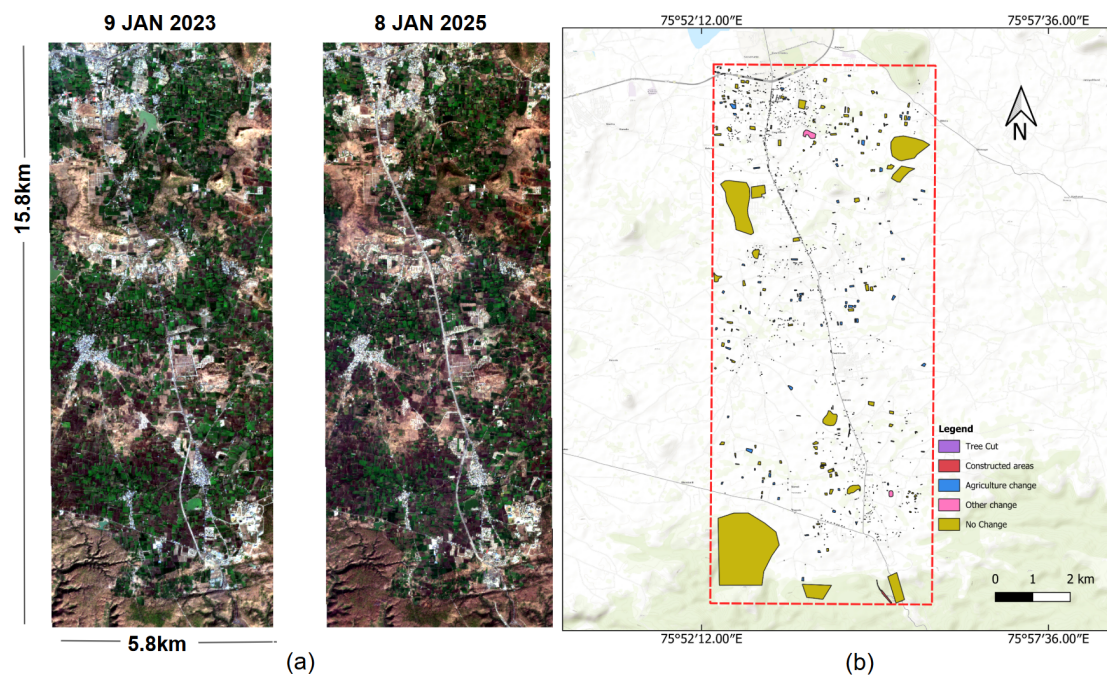 9 JAN 2023
8 JAN 2025
15.8km
5.8km
(a)
75°52'12.00"E
75°57'36.00"E
N
Legend
Tree Cut
Constructed areas
Agriculture change
Other change
No Change
0 1 2 km
75°52'12.00"E
75°57'36.00"E
(b)